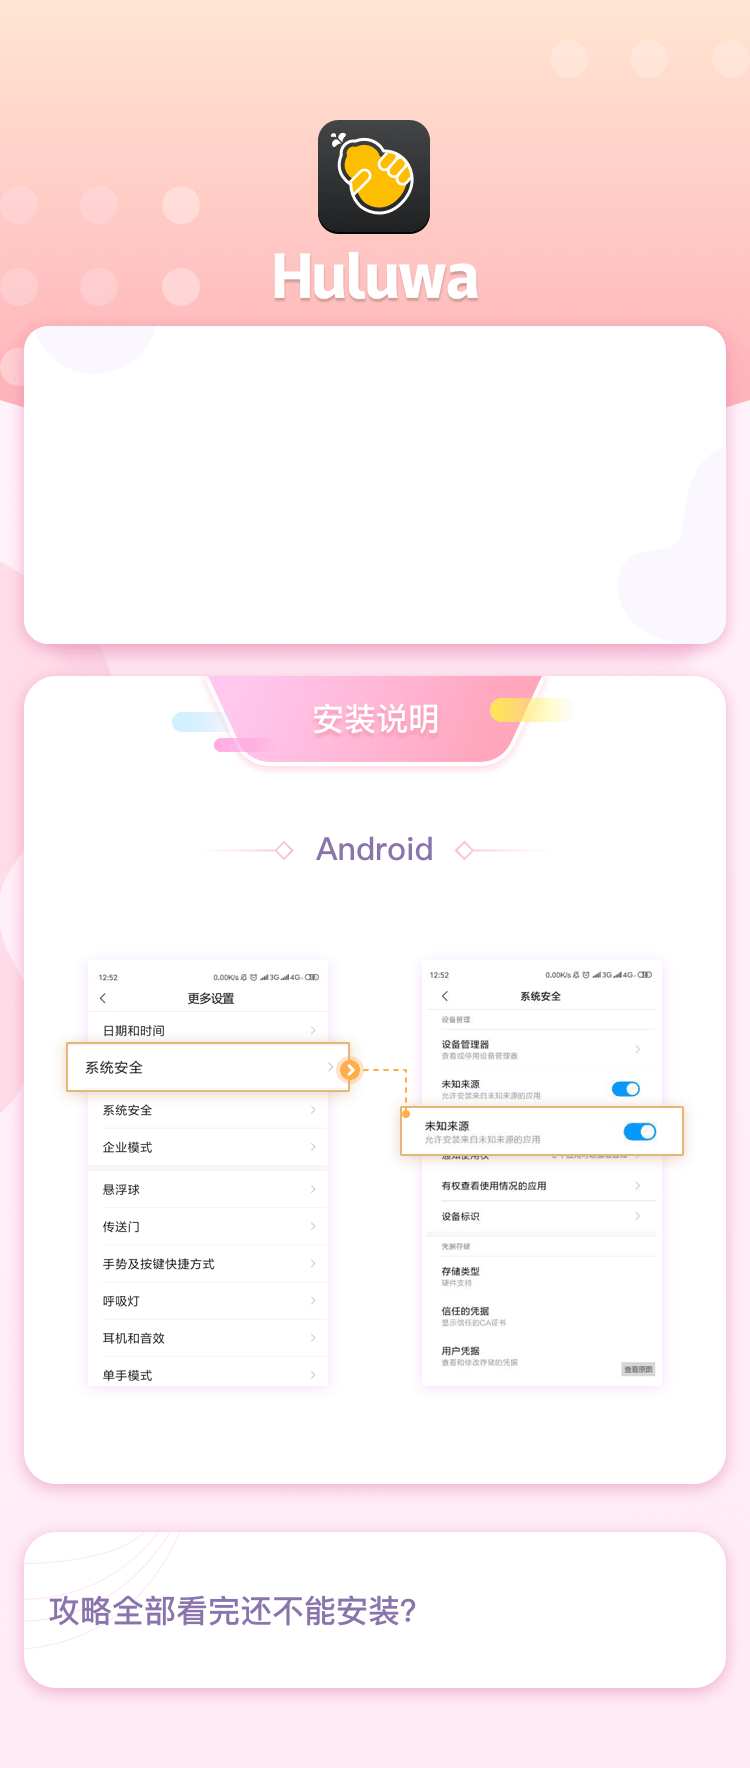 Huluwa
安装说明
Android
12:52
0.00K/s 3G 4G
更多设置
日期和时间
系统安全
系统安全
企业模式
悬浮球
传送门
手势及按键快捷方式
呼吸灯
耳机和音效
单手模式
12:52
0.00K/s 3G 4G
系统安全
设备管理
设备管理器
查看或停用设备管理器
未知来源
允许安装来自未知来源的应用
未知来源
允许安装来自未知来源的应用
有权查看使用情况的应用
设备标识
凭据存储
存储类型
硬件支持
信任的凭据
显示信任的CA证书
用户凭据
查看和修改存储的凭据
查看原图
攻略全部看完还不能安装?